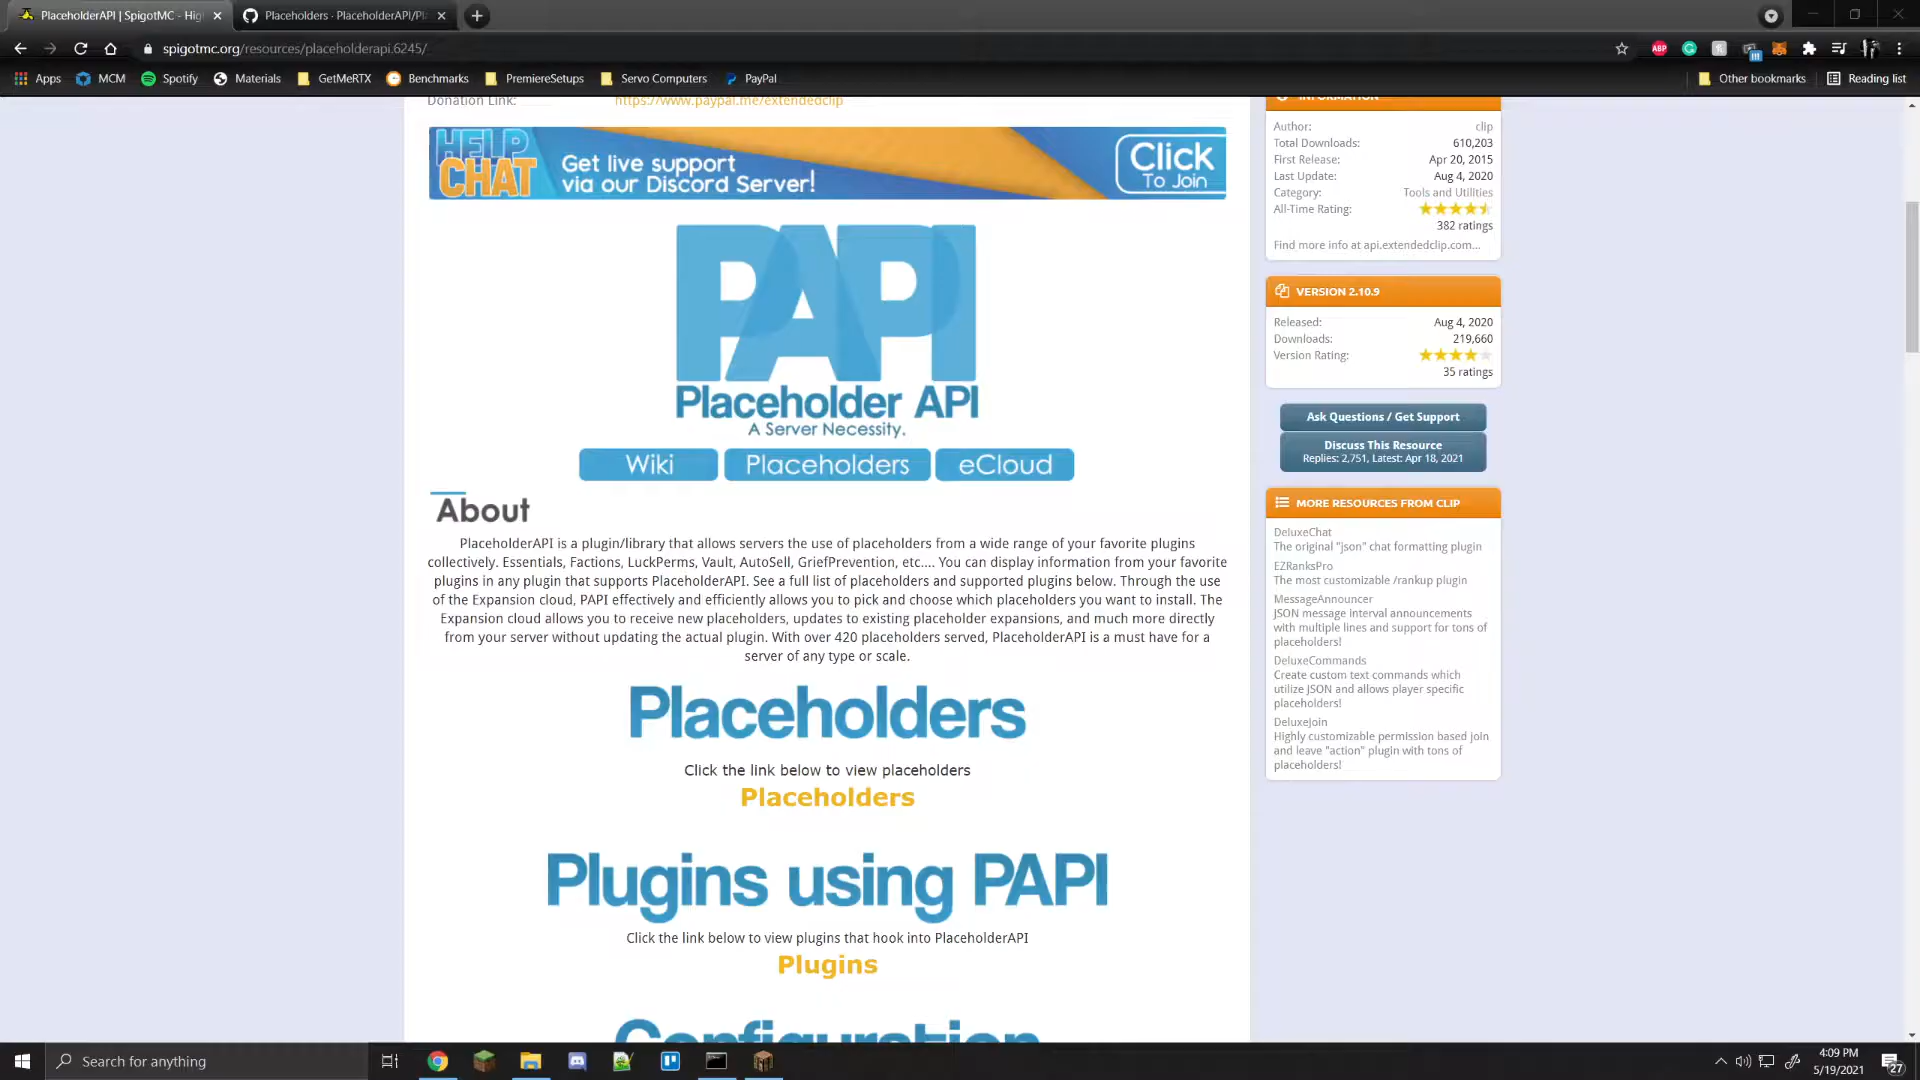 PlaceholderAPI | SpigotMC - Hig
Placeholders · PlaceholderAPI/Pl
spigotmc.org/resources/placeholderapi.6245/
ABP
Apps
MCM
Spotify
Materials
GetMeRTX
Benchmarks
PremiereSetups
Servo Computers
PayPal
Other bookmarks
Reading list
Donation Link: https://www.paypal.me/extendedclip
HELP
CHAT
Get live support
via our Discord Server!
Click
To Join
PAPI
Placeholder API
A Server Necessity.
Wiki
Placeholders
eCloud
About
PlaceholderAPI is a plugin/library that allows servers the use of placeholders from a wide range of your favorite plugins
collectively. Essentials, Factions, LuckPerms, Vault, AutoSell, GriefPrevention, etc.... You can display information from your favorite
plugins in any plugin that supports PlaceholderAPI. See a full list of placeholders and supported plugins below. Through the use
of the Expansion cloud, PAPI effectively and efficiently allows you to pick and choose which placeholders you want to install. The
Expansion cloud allows you to receive new placeholders, updates to existing placeholder expansions, and much more directly
from your server without updating the actual plugin. With over 420 placeholders served, PlaceholderAPI is a must have for a
server of any type or scale.
Placeholders
Click the link below to view placeholders
Placeholders
Plugins using PAPI
Click the link below to view plugins that hook into PlaceholderAPI
Plugins
Configuration
INFORMATION
Author: clip
Total Downloads: 610,203
First Release: Apr 20, 2015
Last Update: Aug 4, 2020
Category: Tools and Utilities
All-Time Rating:
382 ratings
Find more info at api.extendedclip.com...
VERSION 2.10.9
Released: Aug 4, 2020
Downloads: 219,660
Version Rating:
35 ratings
Ask Questions / Get Support
Discuss This Resource
Replies: 2,751, Latest: Apr 18, 2021
MORE RESOURCES FROM CLIP
DeluxeChat
The original "json" chat formatting plugin
EZRanksPro
The most customizable /rankup plugin
MessageAnnouncer
JSON message interval announcements
with multiple lines and support for tons of
placeholders!
DeluxeCommands
Create custom text commands which
utilize JSON and allows player specific
placeholders!
DeluxeJoin
Highly customizable permission based join
and leave "action" plugin with tons of
placeholders!
Search for anything
4:09 PM
5/19/2021
27